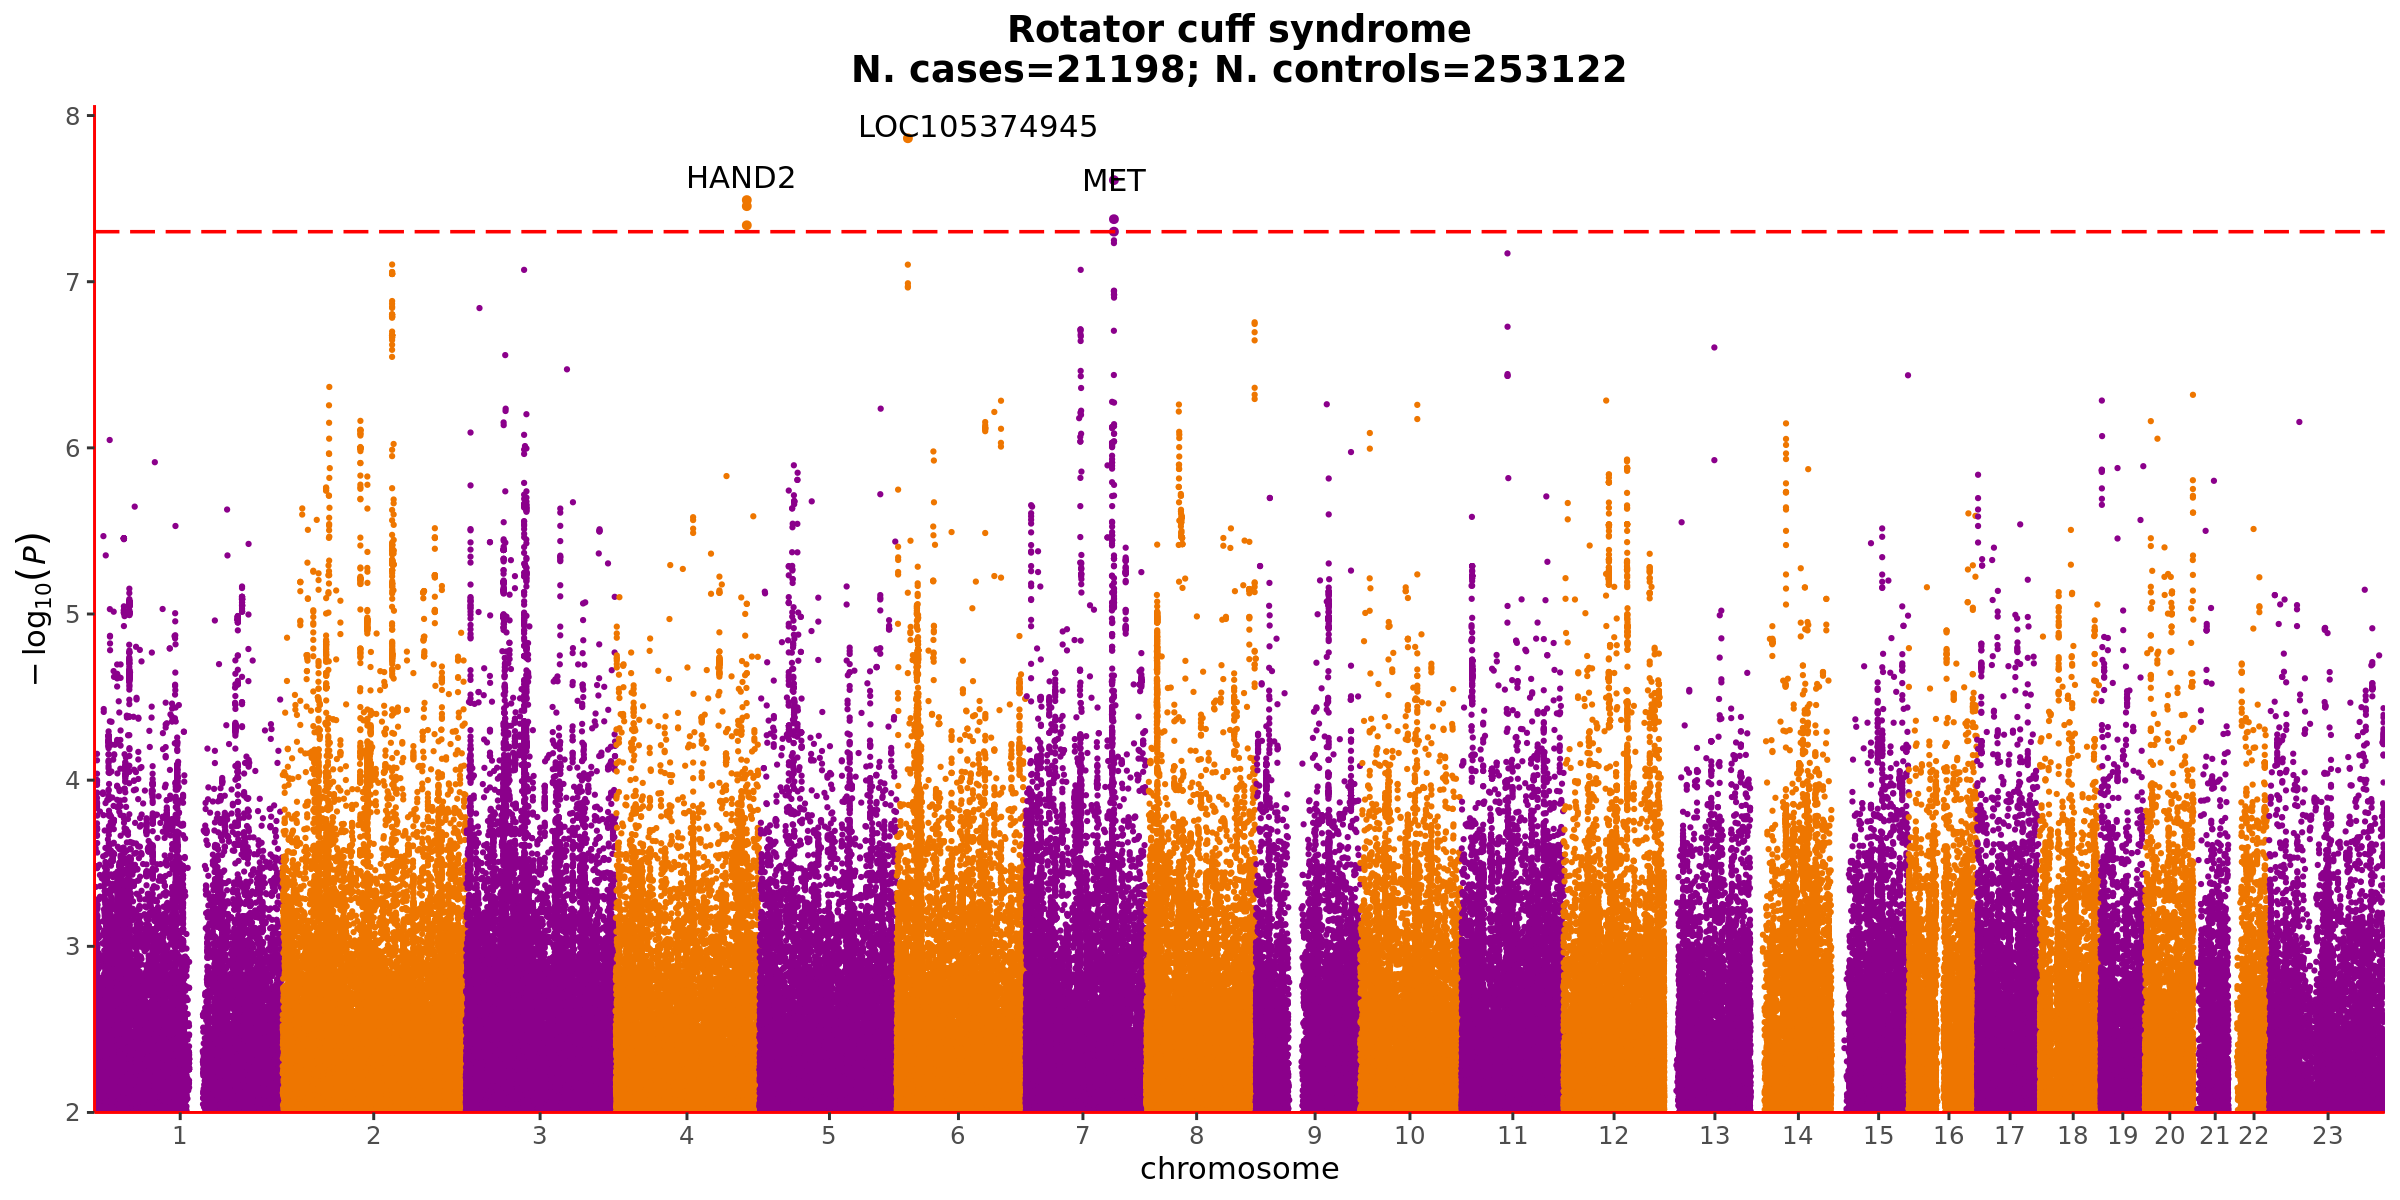 Rotator cuff syndrome
N. cases=21198; N. controls=253122
8
LOC105374945
HAND2
MET
7
6
− log10(P)
5
4
3
2
1 2 3 4 5 6 7 8 9 10 11 12 13 14 15 16 17 18 19 20 21 22 23
chromosome